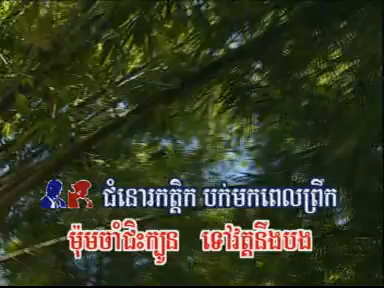 ជំនោរកត្តិក បក់មកពេលព្រឹក
ម៉ុមចាំជិះក្បូន ទៅវត្តនឹងបង